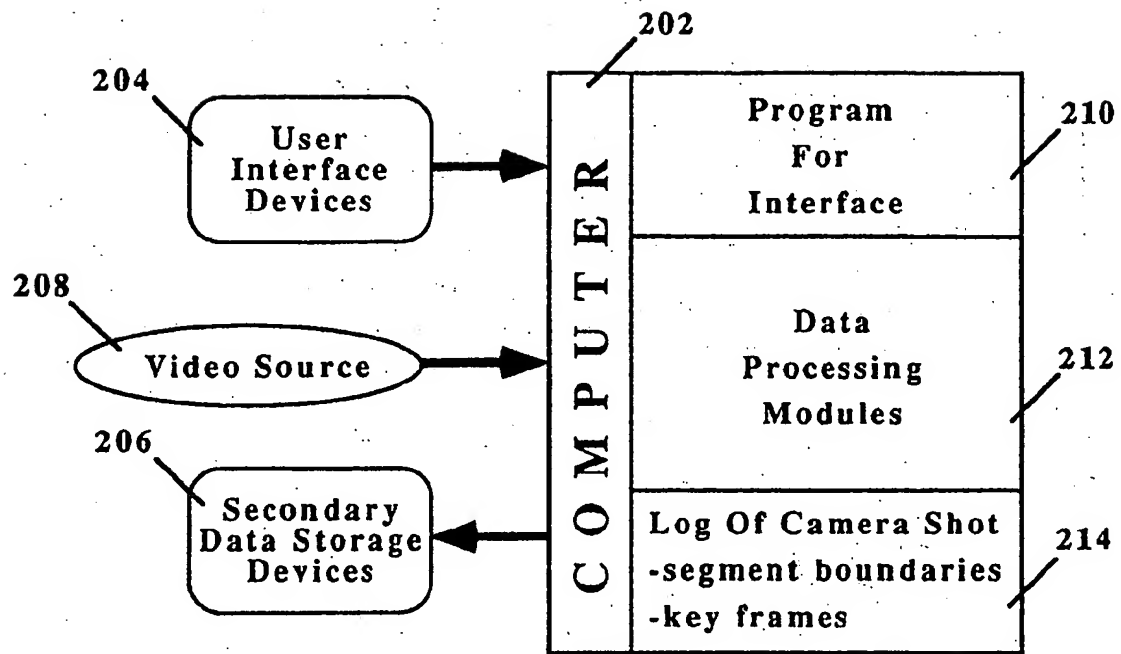 202
204
User
Interface
Devices
Program
For
Interface
210
208
Video Source
COMPUTER
Data
Processing
Modules
212
206
Secondary
Data Storage
Devices
Log Of Camera Shot
-segment boundaries
-key frames
214